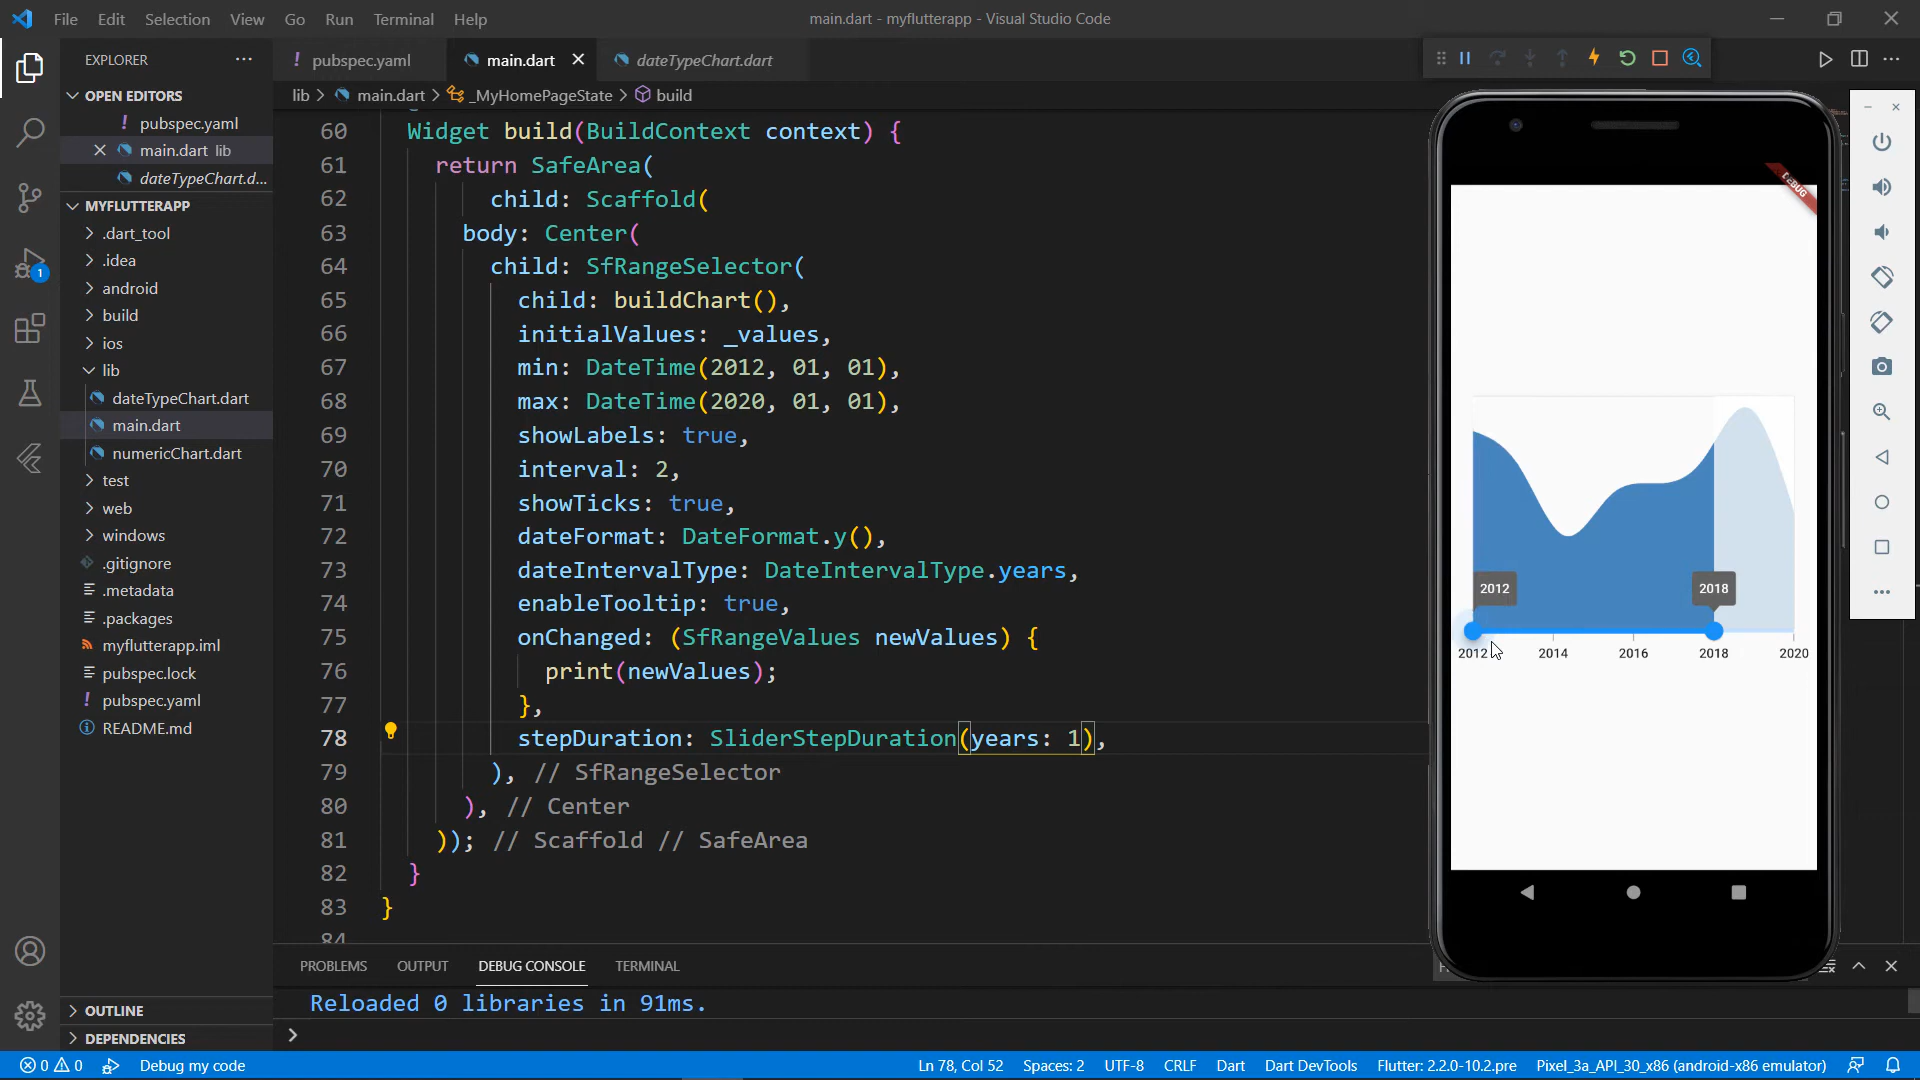 File Edit Selection View Go Run Terminal Help
main.dart - myflutterapp - Visual Studio Code
EXPLORER
OPEN EDITORS
pubspec.yaml
main.dart lib
dateTypeChart.d...
MYFLUTTERAPP
.dart_tool
.idea
android
build
ios
lib
dateTypeChart.dart
main.dart
numericChart.dart
test
web
windows
.gitignore
.metadata
.packages
myflutterapp.iml
pubspec.lock
pubspec.yaml
README.md
OUTLINE
DEPENDENCIES
1
pubspec.yaml main.dart dateTypeChart.dart
lib > main.dart > _MyHomePageState > build
60 Widget build(BuildContext context) {
61 return SafeArea(
62 child: Scaffold(
63 body: Center(
64 child: SfRangeSelector(
65 child: buildChart(),
66 initialValues: _values,
67 min: DateTime(2012, 01, 01),
68 max: DateTime(2020, 01, 01),
69 showLabels: true,
70 interval: 2,
71 showTicks: true,
72 dateFormat: DateFormat.y(),
73 dateIntervalType: DateIntervalType.years,
74 enableTooltip: true,
75 onChanged: (SfRangeValues newValues) {
76 print(newValues);
77 },
78 stepDuration: SliderStepDuration(years: 1),
79 ), // SfRangeSelector
80 ), // Center
81 )); // Scaffold // SafeArea
82 }
83 }
84
PROBLEMS OUTPUT DEBUG CONSOLE TERMINAL
Reloaded 0 libraries in 91ms.
>
DEBUG
2012 2018
2012 2014 2016 2018 2020
0 0 Debug my code
Ln 78, Col 52 Spaces: 2 UTF-8 CRLF Dart Dart DevTools Flutter: 2.2.0-10.2.pre Pixel_3a_API_30_x86 (android-x86 emulator)